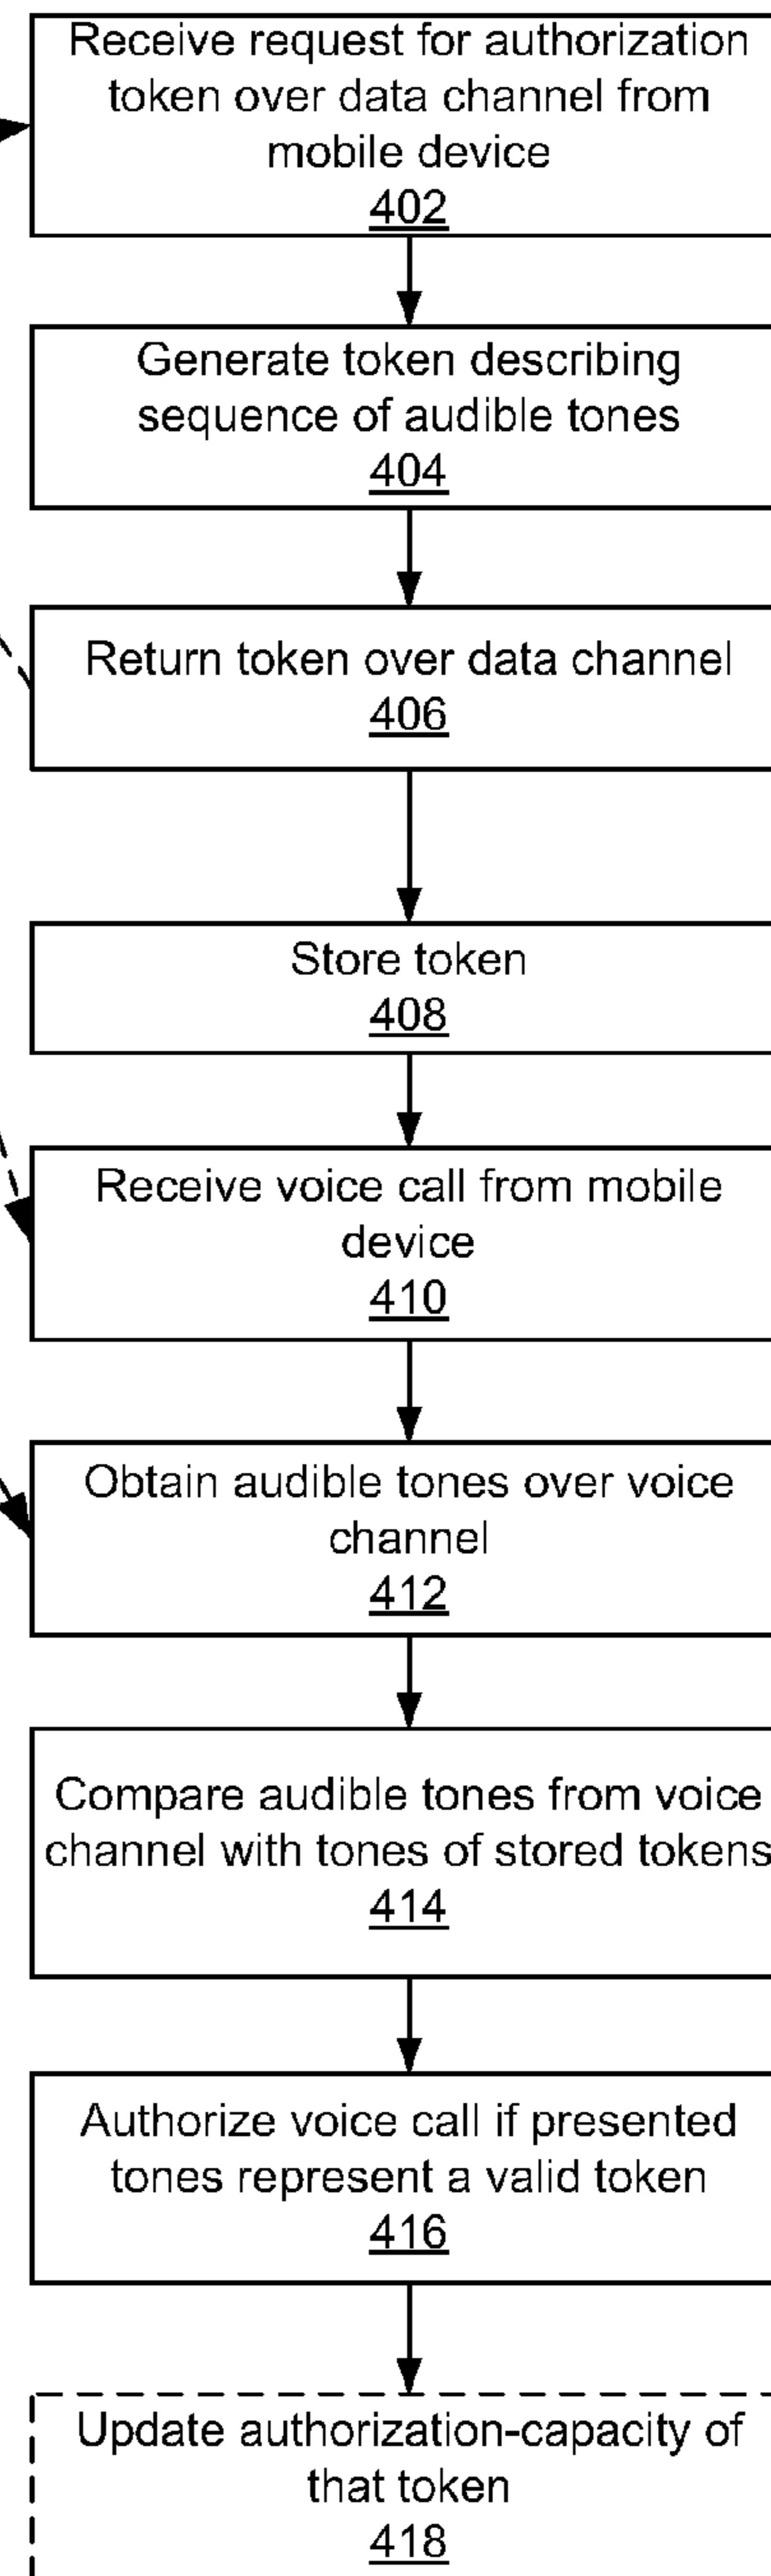 Receive request for authorization
token over data channel from
mobile device
402
Generate token describing
sequence of audible tones
404
Return token over data channel
406
Store token
408
Receive voice call from mobile
device
410
Obtain audible tones over voice
channel
412
Compare audible tones from voice
channel with tones of stored tokens
414
Authorize voice call if presented
tones represent a valid token
416
Update authorization-capacity of
that token
418